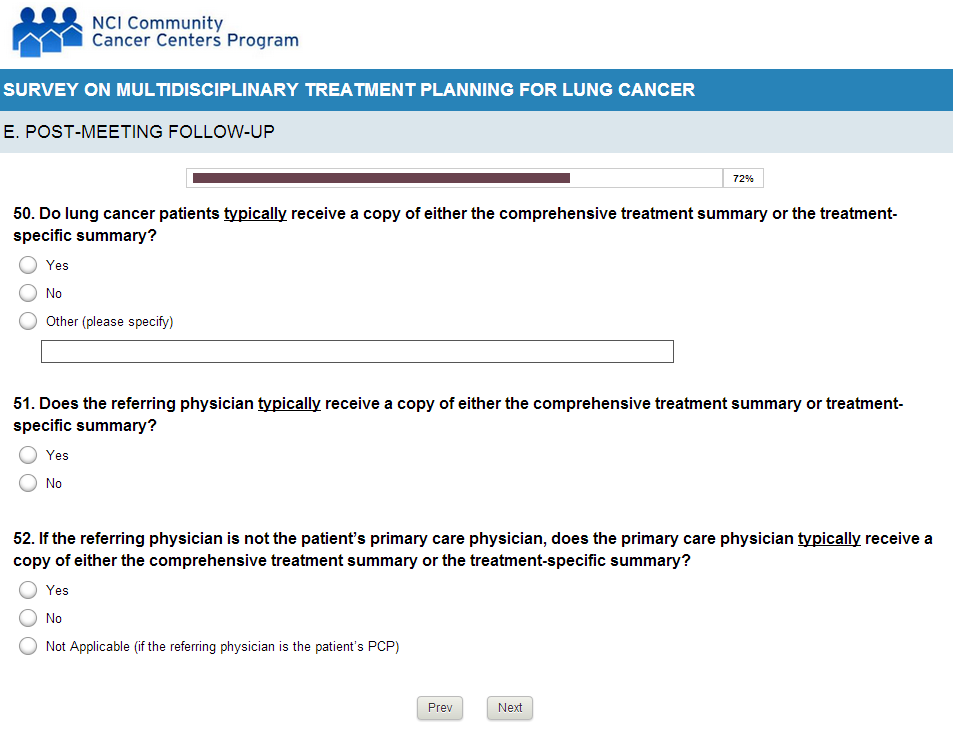 NCI Community
Cancer Centers Program
SURVEY ON MULTIDISCIPLINARY TREATMENT PLANNING FOR LUNG CANCER
E. POST-MEETING FOLLOW-UP
72%
50. Do lung cancer patients typically receive a copy of either the comprehensive treatment summary or the treatment-
specific summary?
Yes
No
Other (please specify)
51. Does the referring physician typically receive a copy of either the comprehensive treatment summary or treatment-
specific summary?
Yes
No
52. If the referring physician is not the patient’s primary care physician, does the primary care physician typically receive a
copy of either the comprehensive treatment summary or the treatment-specific summary?
Yes
No
Not Applicable (if the referring physician is the patient’s PCP)
Prev Next